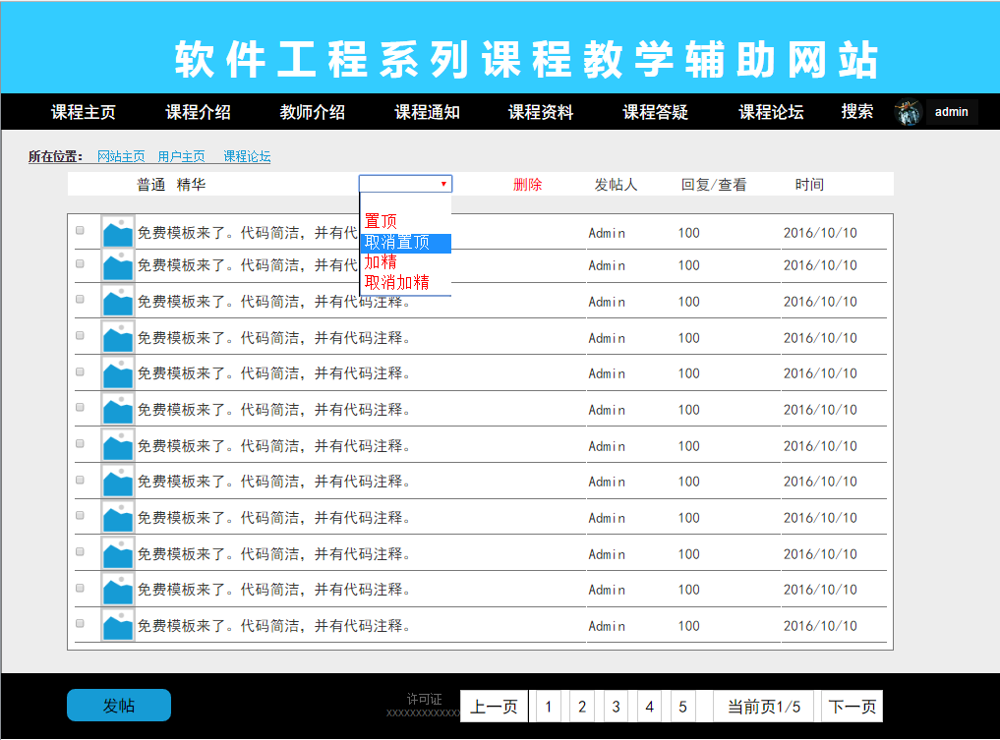 软件工程系列课程教学辅助网站
课程主页 课程介绍 教师介绍 课程通知 课程资料 课程答疑 课程论坛 搜索 admin
所在位置： 网站主页 用户主页 课程论坛
普通 精华 删除 发帖人 回复/查看 时间
置顶
取消置顶
加精
取消加精
免费模板来了。代码简洁，并有代 Admin 100 2016/10/10
免费模板来了。代码简洁，并有代 Admin 100 2016/10/10
免费模板来了。代码简洁，并有代码注释。 Admin 100 2016/10/10
免费模板来了。代码简洁，并有代码注释。 Admin 100 2016/10/10
免费模板来了。代码简洁，并有代码注释。 Admin 100 2016/10/10
免费模板来了。代码简洁，并有代码注释。 Admin 100 2016/10/10
免费模板来了。代码简洁，并有代码注释。 Admin 100 2016/10/10
免费模板来了。代码简洁，并有代码注释。 Admin 100 2016/10/10
免费模板来了。代码简洁，并有代码注释。 Admin 100 2016/10/10
免费模板来了。代码简洁，并有代码注释。 Admin 100 2016/10/10
免费模板来了。代码简洁，并有代码注释。 Admin 100 2016/10/10
免费模板来了。代码简洁，并有代码注释。 Admin 100 2016/10/10
发帖 许可证 上一页 1 2 3 4 5 当前页1/5 下一页
xxxxxxxxxxxxx